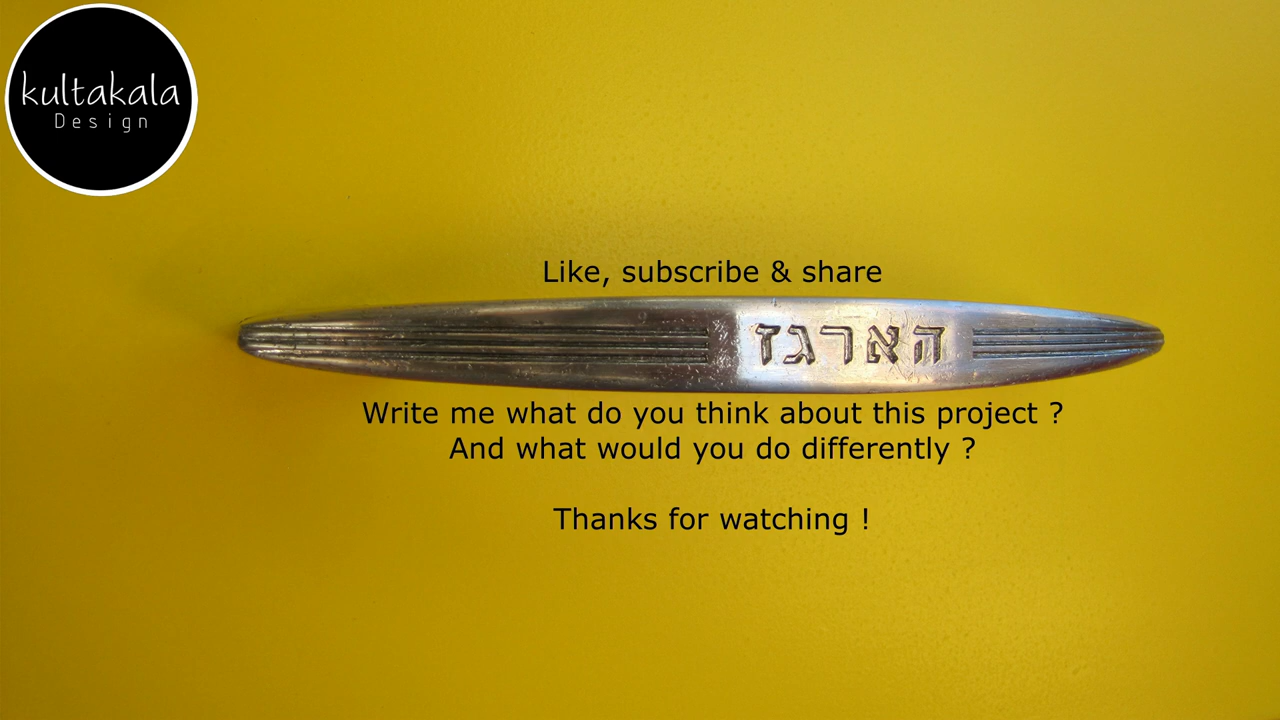 kultakala
Design
Like, subscribe & share
הארגז
Write me what do you think about this project ?
And what would you do differently ?
Thanks for watching !